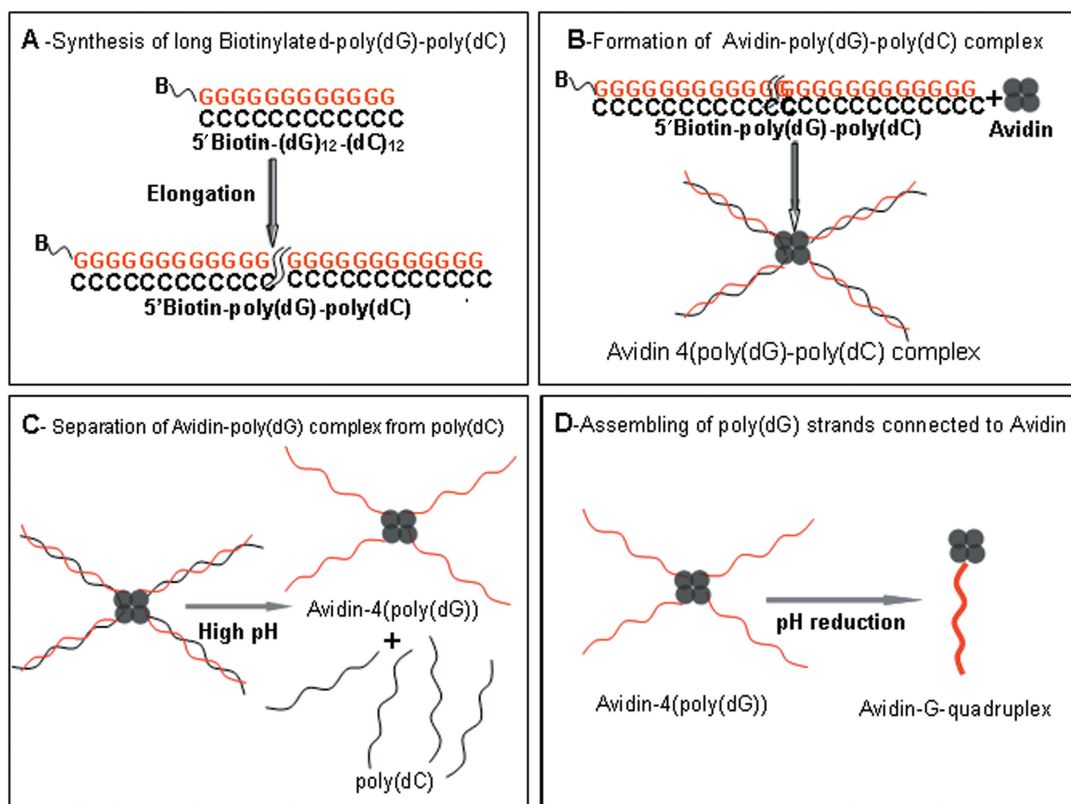 A-Synthesis of long Biotinylated-poly(dG)-poly(dC)
B
GGGGGGGGGGGG
CCCCCCCCCCCC
5'Biotin-(dG)12-(dC)12
Elongation
B
GGGGGGGGGGGG GGGGGGGGGGGG
CCCCCCCCCCCC CCCCCCCCCCCC
5'Biotin-poly(dG)-poly(dC)
B-Formation of Avidin-poly(dG)-poly(dC) complex
B
GGGGGGGGGGGG GGGGGGGGGGGG
CCCCCCCCCCCC CCCCCCCCCCCC
+
5'Biotin-poly(dG)-poly(dC)
Avidin
Avidin 4(poly(dG)-poly(dC) complex
C- Separation of Avidin-poly(dG) complex from poly(dC)
High pH
Avidin-4(poly(dG))
+
poly(dC)
D-Assembling of poly(dG) strands connected to Avidin
pH reduction
Avidin-4(poly(dG))
Avidin-G-quadruplex